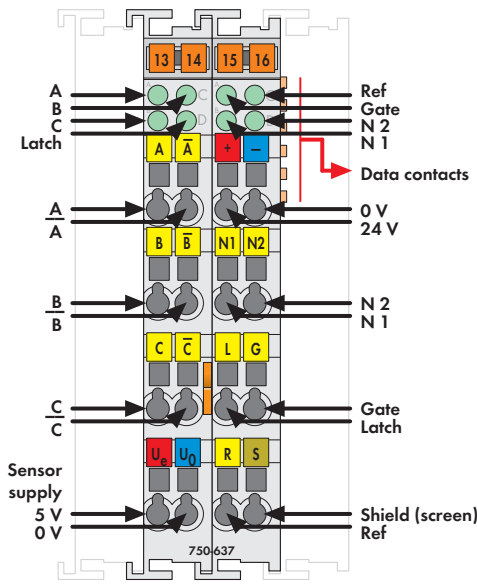 13 14 15 16
A
B
C
Latch
C
D
Ref
Gate
N 2
N 1
A A̅ + −
Data contacts
A
A̅
0 V
24 V
B B̅ N1 N2
B
B̅
N 2
N 1
C C̅ L G
C
C̅
Gate
Latch
Ue U0 R S
Sensor
supply
5 V
0 V
Shield (screen)
Ref
750-637